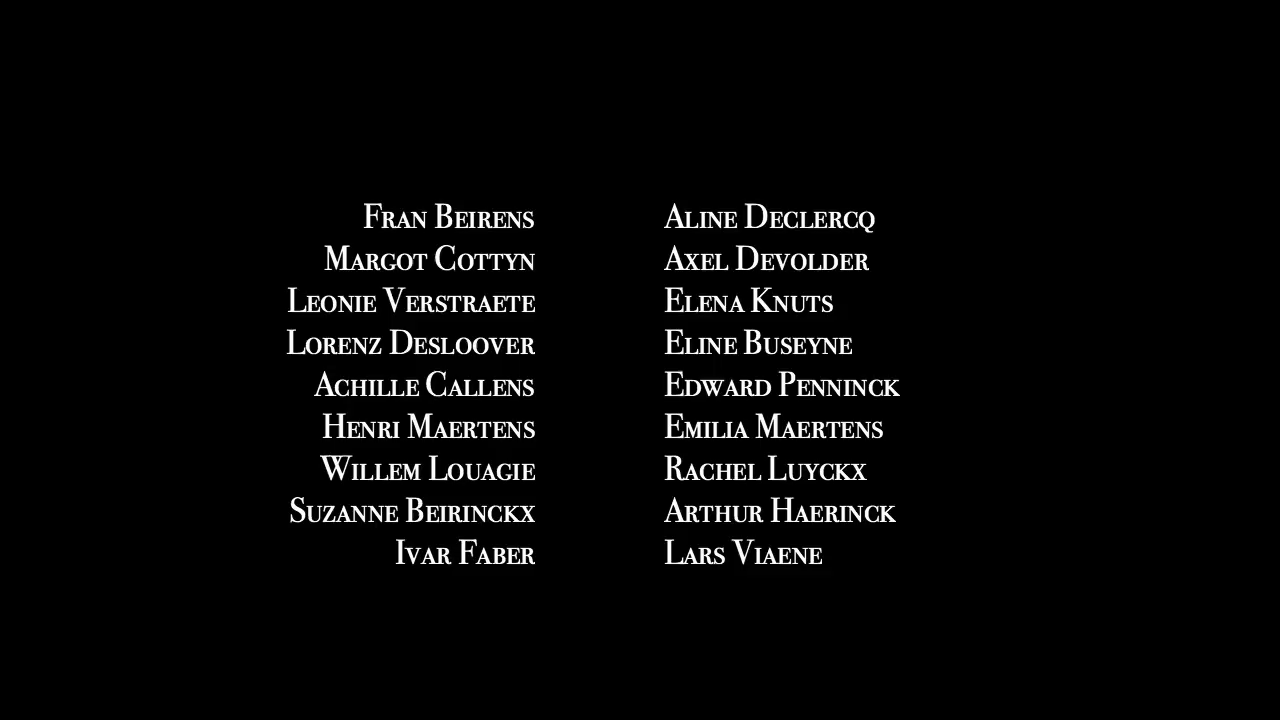 Fran Beirens Aline Declercq
Margot Cottyn Axel Devolder
Leonie Verstraete Elena Knuts
Lorenz Desloover Eline Buseyne
Achille Callens Edward Penninck
Henri Maertens Emilia Maertens
Willem Louagie Rachel Luyckx
Suzanne Beirinckx Arthur Haerinck
Ivar Faber Lars Viaene